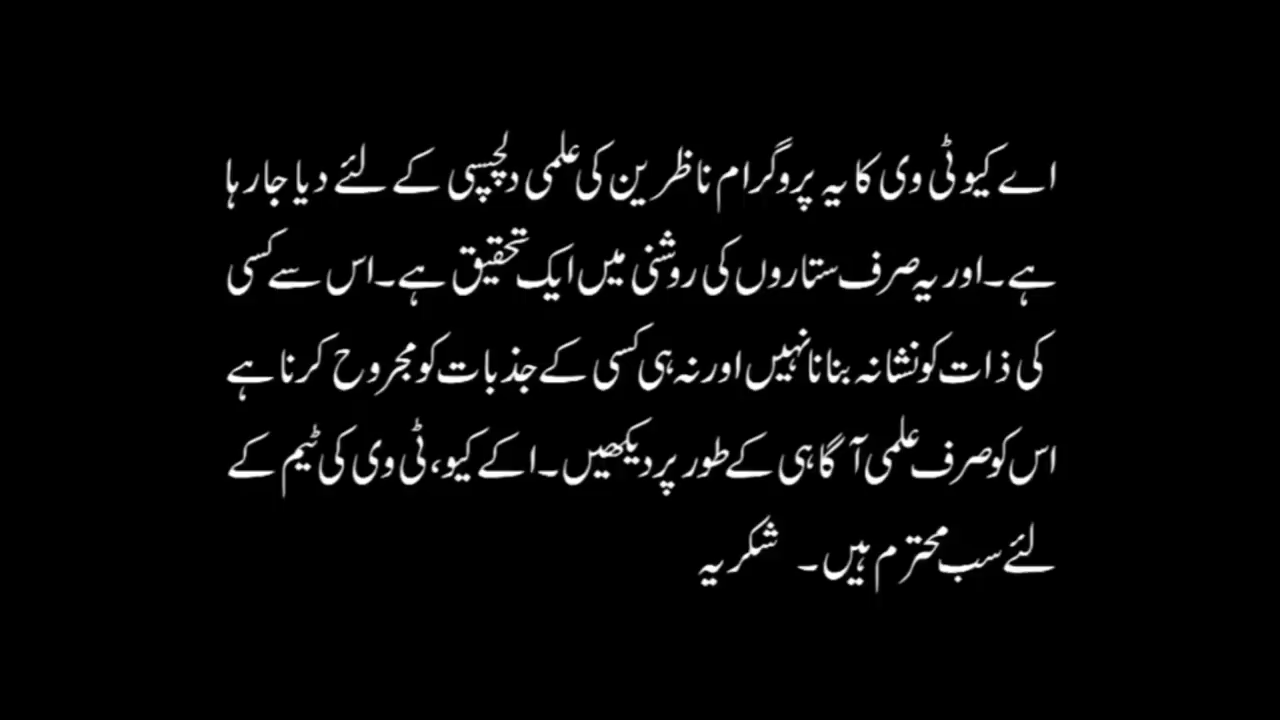 اے کیو ٹی وی کا یہ پروگرام ناظرین کی علمی دلچسپی کے لئے دیا جارہا
ہے۔ اور یہ صرف ستاروں کی روشنی میں ایک تحقیق ہے۔ اس سے کسی
کی ذات کو نشانہ بنانا نہیں اور نہ ہی کسی کے جذبات کو مجروح کرنا ہے
اس کو صرف علمی آگاہی کے طور پر دیکھیں۔ اکے کیو، ٹی وی کی ٹیم کے
لئے سب محترم ہیں۔ شکریہ